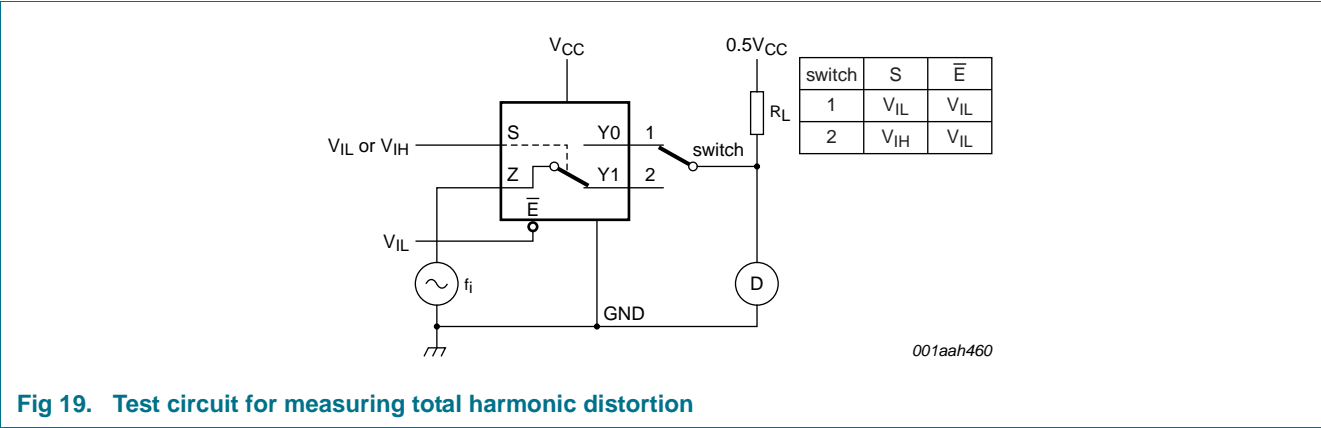 VCC
0.5VCC
switch S E̅
1 VIL VIL
2 VIH VIL
RL
VIL or VIH
S Y0 1
switch
Z Y1 2
E̅
VIL
fi
D
GND
001aah460
Fig 19. Test circuit for measuring total harmonic distortion